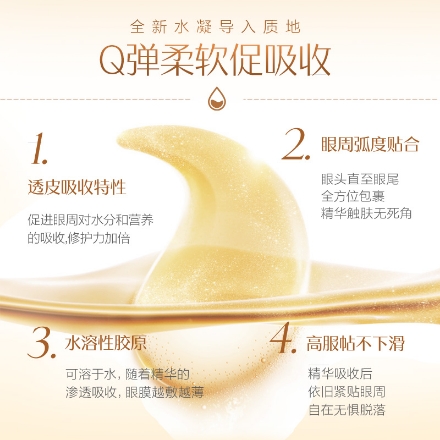 全新水凝导入质地
Q弹柔软促吸收
1.
透皮吸收特性
促进眼周对水分和营养
的吸收,修护力加倍
2.
眼周弧度贴合
眼头直至眼尾
全方位包裹
精华触肤无死角
3.
水溶性胶原
可溶于水, 随着精华的
渗透吸收, 眼膜越敷越薄
4.
高服帖不下滑
精华吸收后
依旧紧贴眼周
自在无惧脱落